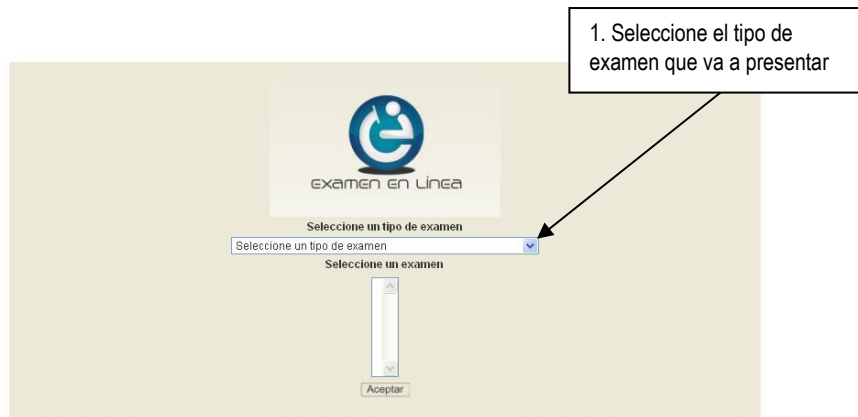 1. Seleccione el tipo de
examen que va a presentar
examen en Línea
Seleccione un tipo de examen
Seleccione un tipo de examen
Seleccione un examen
Aceptar